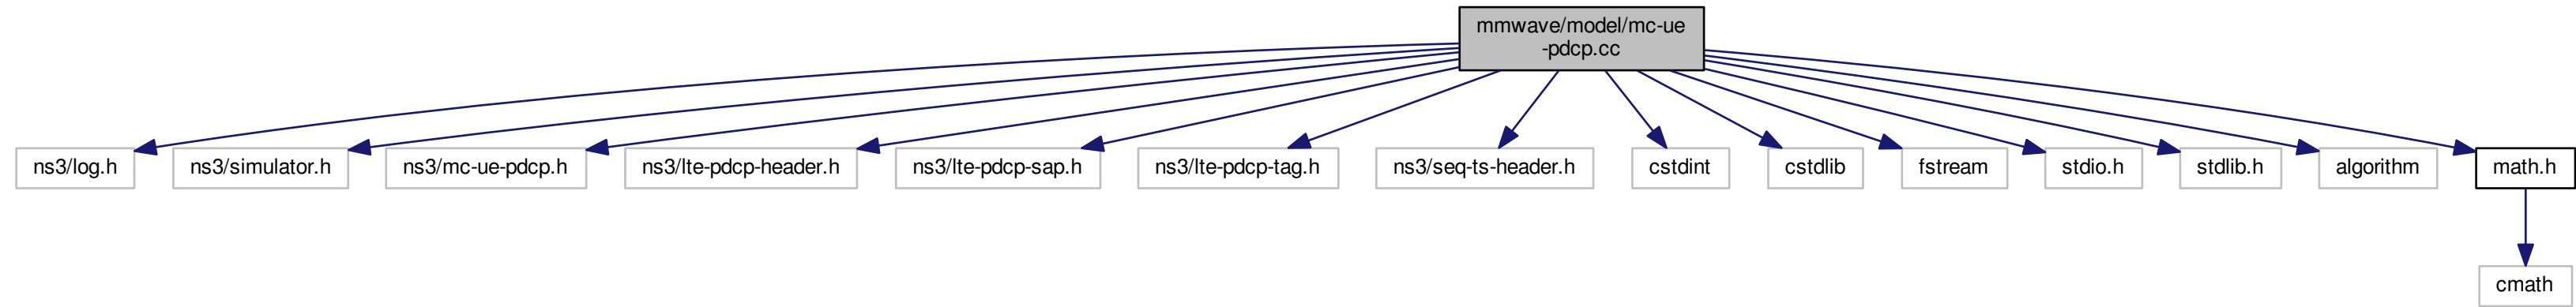 mmwave/model/mc-ue
-pdcp.cc
ns3/log.h
ns3/simulator.h
ns3/mc-ue-pdcp.h
ns3/lte-pdcp-header.h
ns3/lte-pdcp-sap.h
ns3/lte-pdcp-tag.h
ns3/seq-ts-header.h
cstdint
cstdlib
fstream
stdio.h
stdlib.h
algorithm
math.h
cmath